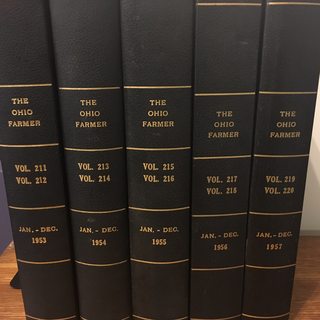 THE
OHIO
FARMER
VOL. 211
VOL. 212
JAN. - DEC.
1953
THE
OHIO
FARMER
VOL. 213
VOL. 214
JAN. - DEC.
1954
THE
OHIO
FARMER
VOL. 215
VOL. 216
JAN. - DEC.
1955
THE
OHIO
FARMER
VOL. 217
VOL. 218
JAN. - DEC.
1956
THE
OHIO
FARMER
VOL. 219
VOL. 220
JAN. - DEC.
1957